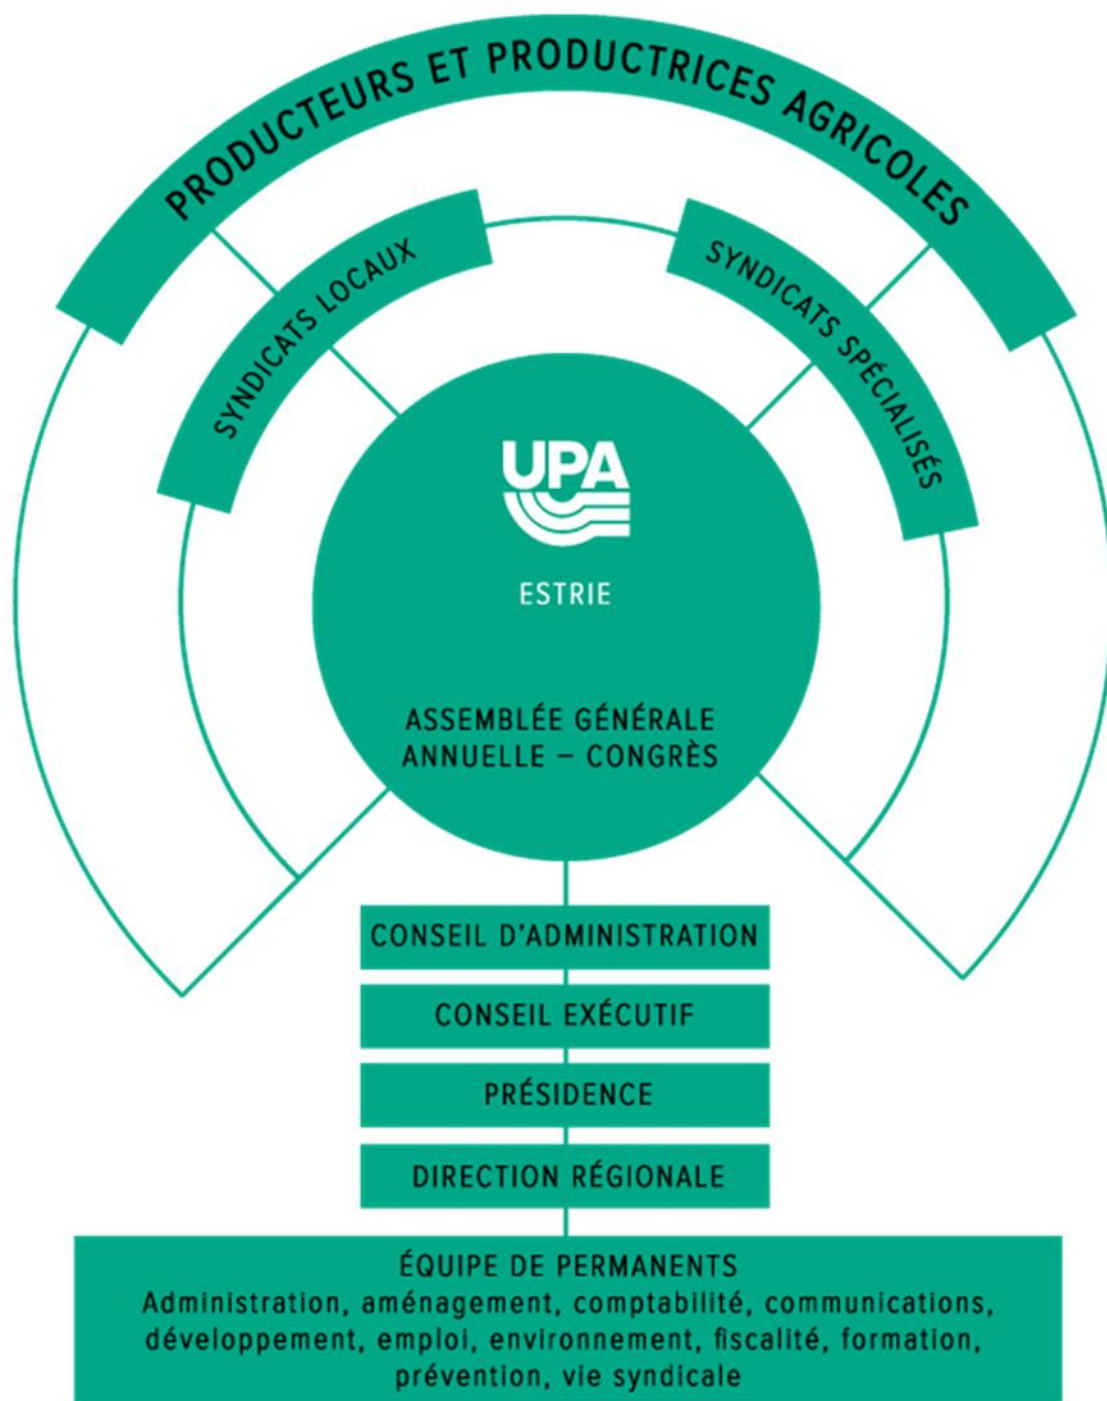 PRODUCTEURS ET PRODUCTRICES AGRICOLES
SYNDICATS LOCAUX
SYNDICATS SPÉCIALISÉS
UPA
ESTRIE
ASSEMBLÉE GÉNÉRALE
ANNUELLE – CONGRÈS
CONSEIL D'ADMINISTRATION
CONSEIL EXÉCUTIF
PRÉSIDENCE
DIRECTION RÉGIONALE
ÉQUIPE DE PERMANENTS
Administration, aménagement, comptabilité, communications,
développement, emploi, environnement, fiscalité, formation,
prévention, vie syndicale